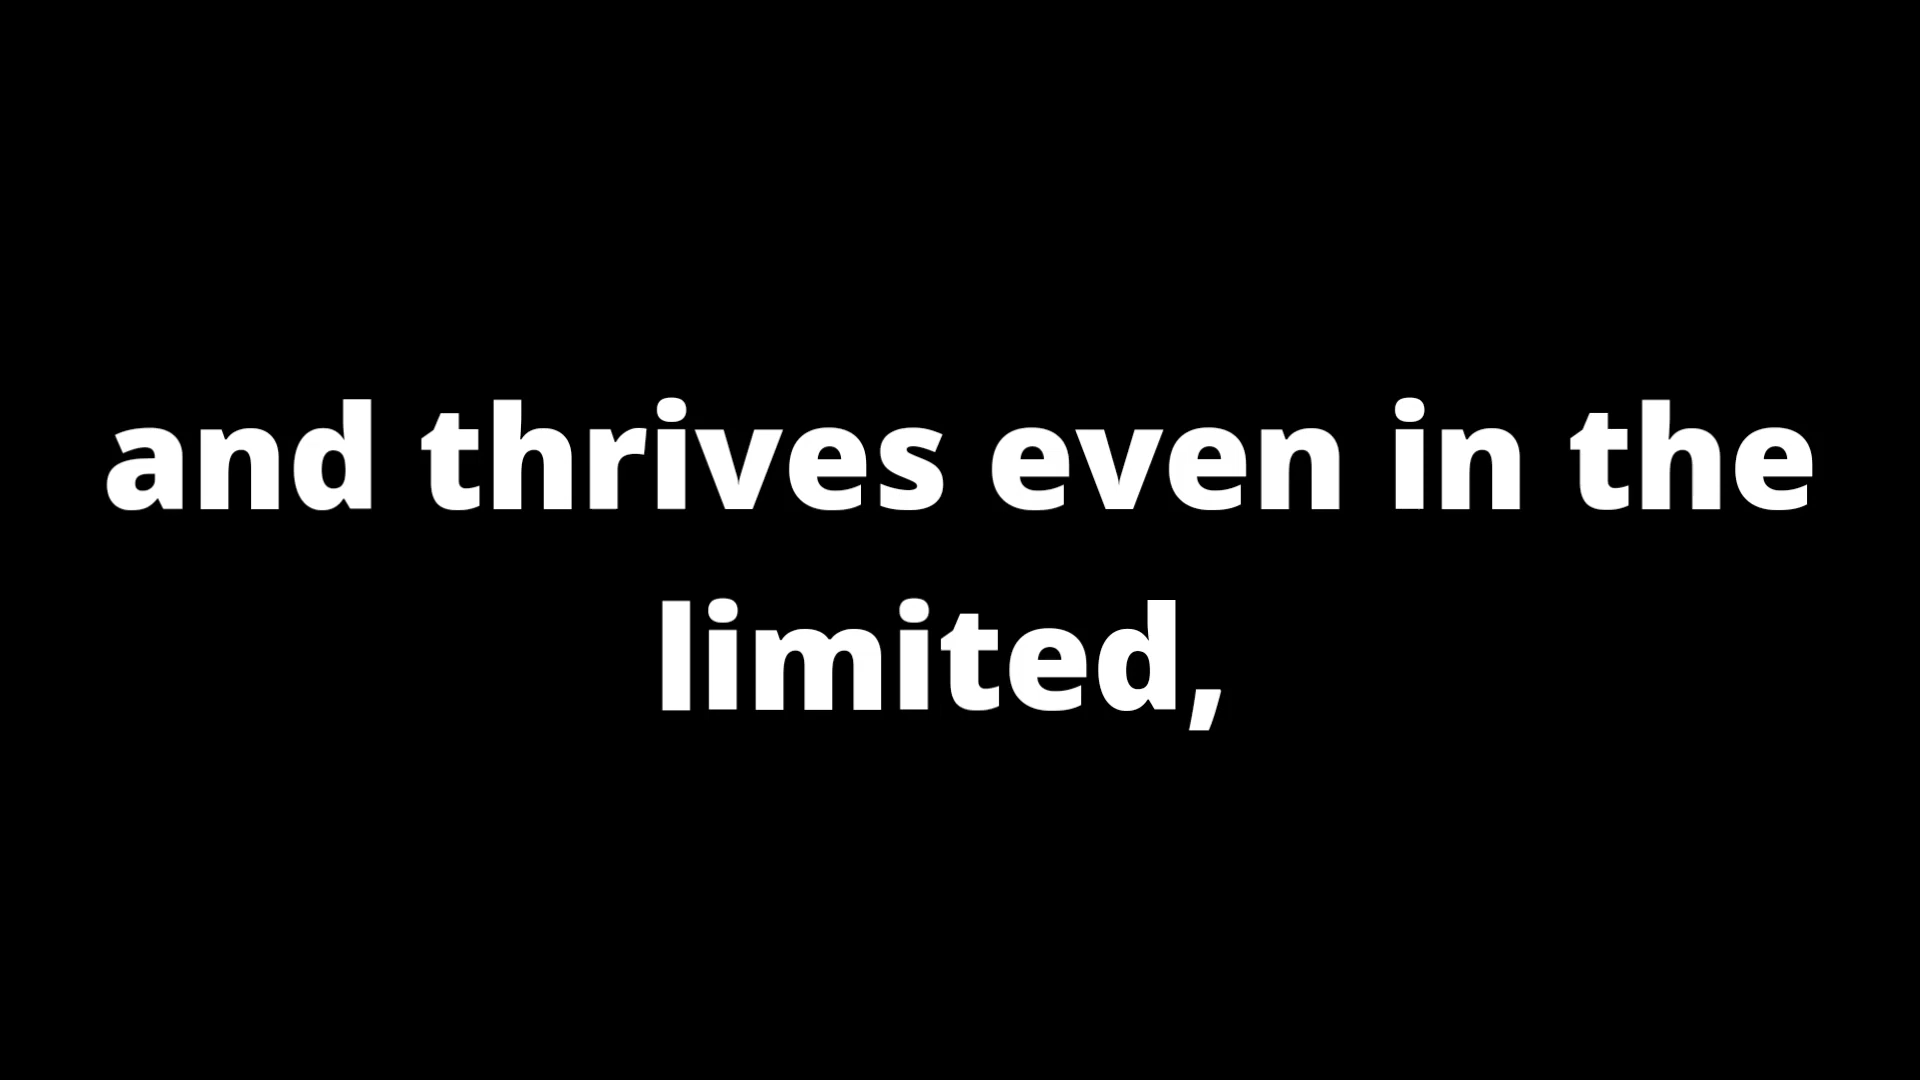 and thrives even in the
limited,